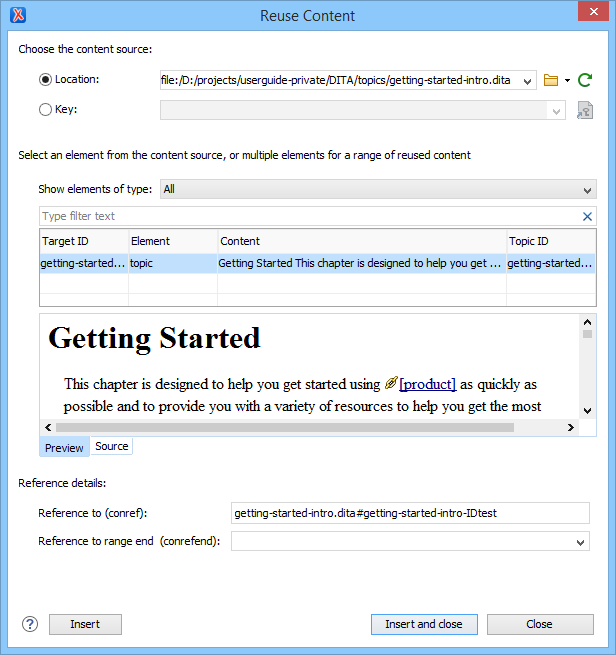 Reuse Content
Choose the content source:
Location: file:/D:/projects/userguide-private/DITA/topics/getting-started-intro.dita
Key:
Select an element from the content source, or multiple elements for a range of reused content
Show elements of type: All
Type filter text
Target ID Element Content Topic ID
getting-started... topic Getting Started This chapter is designed to help you get ... getting-started...
Getting Started
This chapter is designed to help you get started using [product] as quickly as
possible and to provide you with a variety of resources to help you get the most
Preview Source
Reference details:
Reference to (conref): getting-started-intro.dita#getting-started-intro-IDtest
Reference to range end (conrefend):
? Insert Insert and close Close